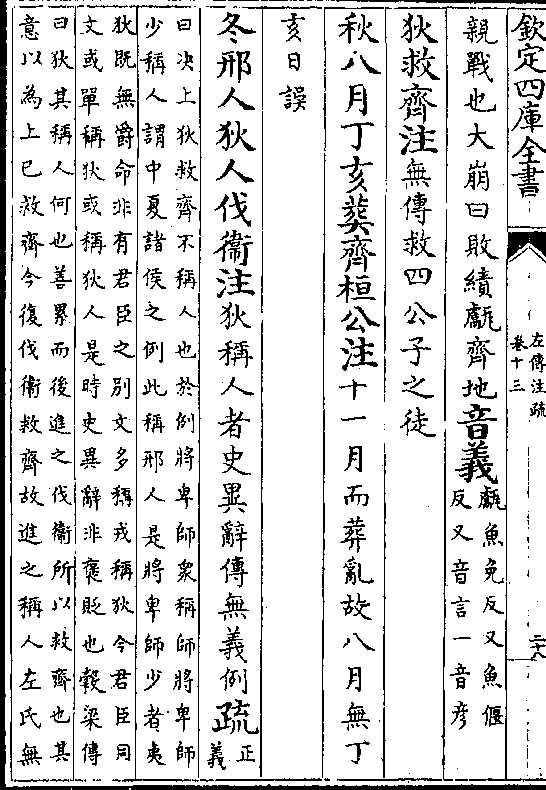 欽定四庫全書
左傳注疏
卷十三
二十八
親戰也大崩曰敗績甗齊地音義
甗魚免反又魚偃
反又音言一音彦
狄救齊注無傳救四公子之徒
秋八月丁亥葬齊桓公注十一月而葬亂故八月無丁
亥日誤
冬邢人狄人伐衞注狄稱人者史異辭傳無義例疏
正
義
曰決上狄救齊不稱人也於例將卑師衆稱師將卑師
少稱人謂中夏諸侯之例此稱邢人是將卑師少者夷
狄既無爵命非有君臣之别文多稱戎稱狄今君臣同
文或單稱狄或稱狄人是時史異辭非褒貶也穀梁傳
曰狄其稱人何也善累而後進之伐衞所以救齊也其
意以為上已救齊今復伐衞救齊故進之稱人左氏無